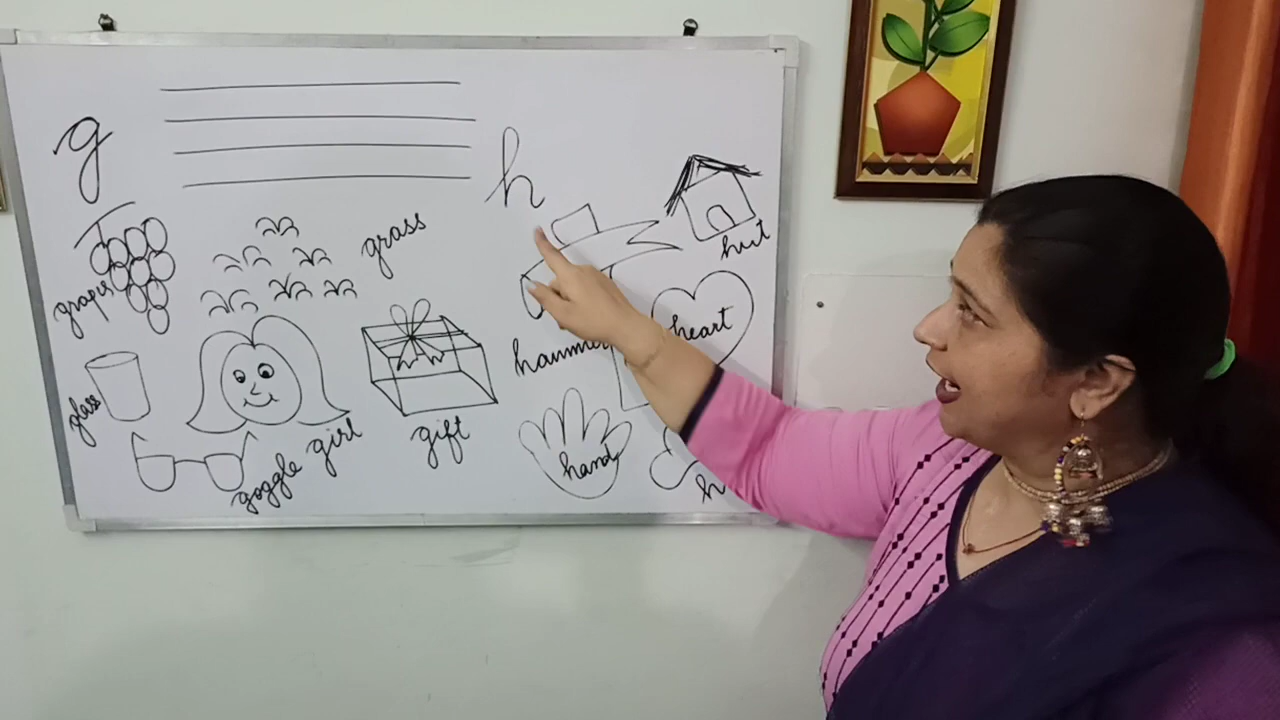 g
grass
grapes
glass
goggle
girl
gift
h
hut
hammer
heart
hand
h